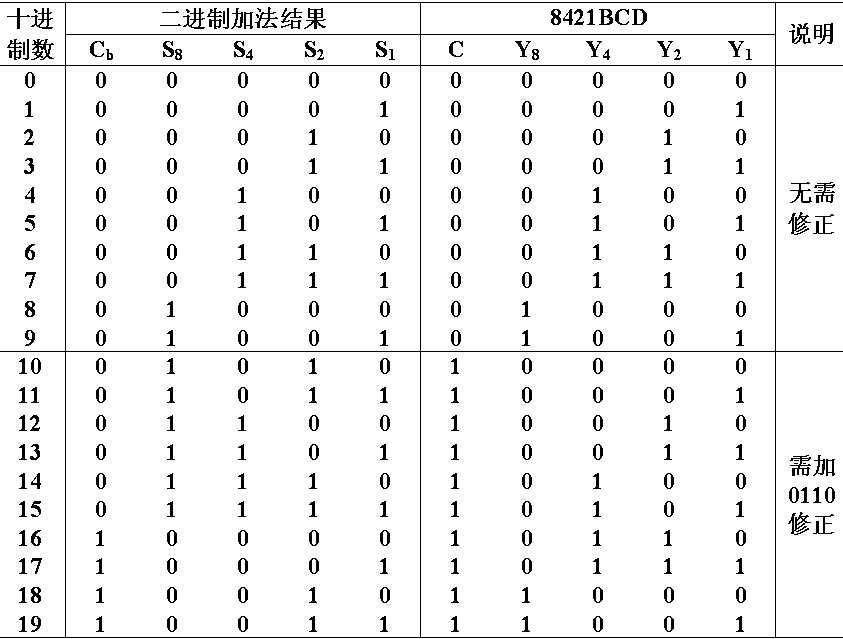 十进制数 二进制加法结果 8421BCD 说明
C_b S_8 S_4 S_2 S_1 C Y_8 Y_4 Y_2 Y_1
0 0 0 0 0 0 0 0 0 0 0
1 0 0 0 0 1 0 0 0 0 1
2 0 0 0 1 0 0 0 0 1 0
3 0 0 0 1 1 0 0 0 1 1
4 0 0 1 0 0 0 0 1 0 0
5 0 0 1 0 1 0 0 1 0 1
6 0 0 1 1 0 0 0 1 1 0
7 0 0 1 1 1 0 0 1 1 1
8 0 1 0 0 0 0 1 0 0 0
9 0 1 0 0 1 0 1 0 0 1
无需
修正
10 0 1 0 1 0 1 0 0 0 0
11 0 1 0 1 1 1 0 0 0 1
12 0 1 1 0 0 1 0 0 1 0
13 0 1 1 0 1 1 0 0 1 1
14 0 1 1 1 0 1 0 1 0 0
15 0 1 1 1 1 1 0 1 0 1
16 1 0 0 0 0 1 0 1 1 0
17 1 0 0 0 1 1 0 1 1 1
18 1 0 0 1 0 1 1 0 0 0
19 1 0 0 1 1 1 1 0 0 1
需加
0110
修正